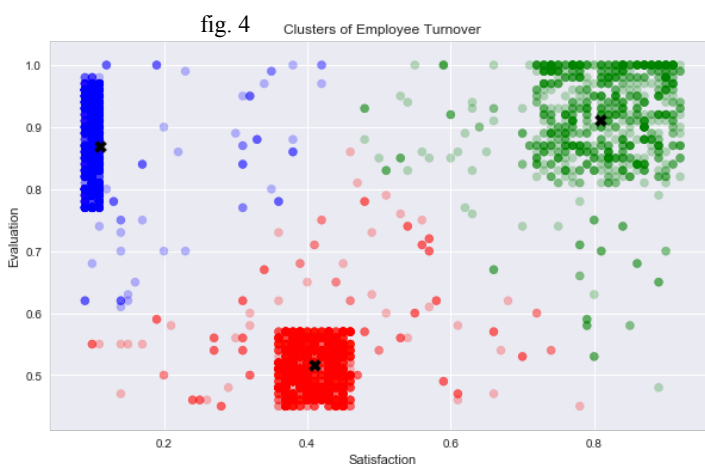 fig. 4
Clusters of Employee Turnover
1.0
0.9
0.8
0.7
0.6
0.5
Evaluation
0.2
0.4
0.6
0.8
Satisfaction